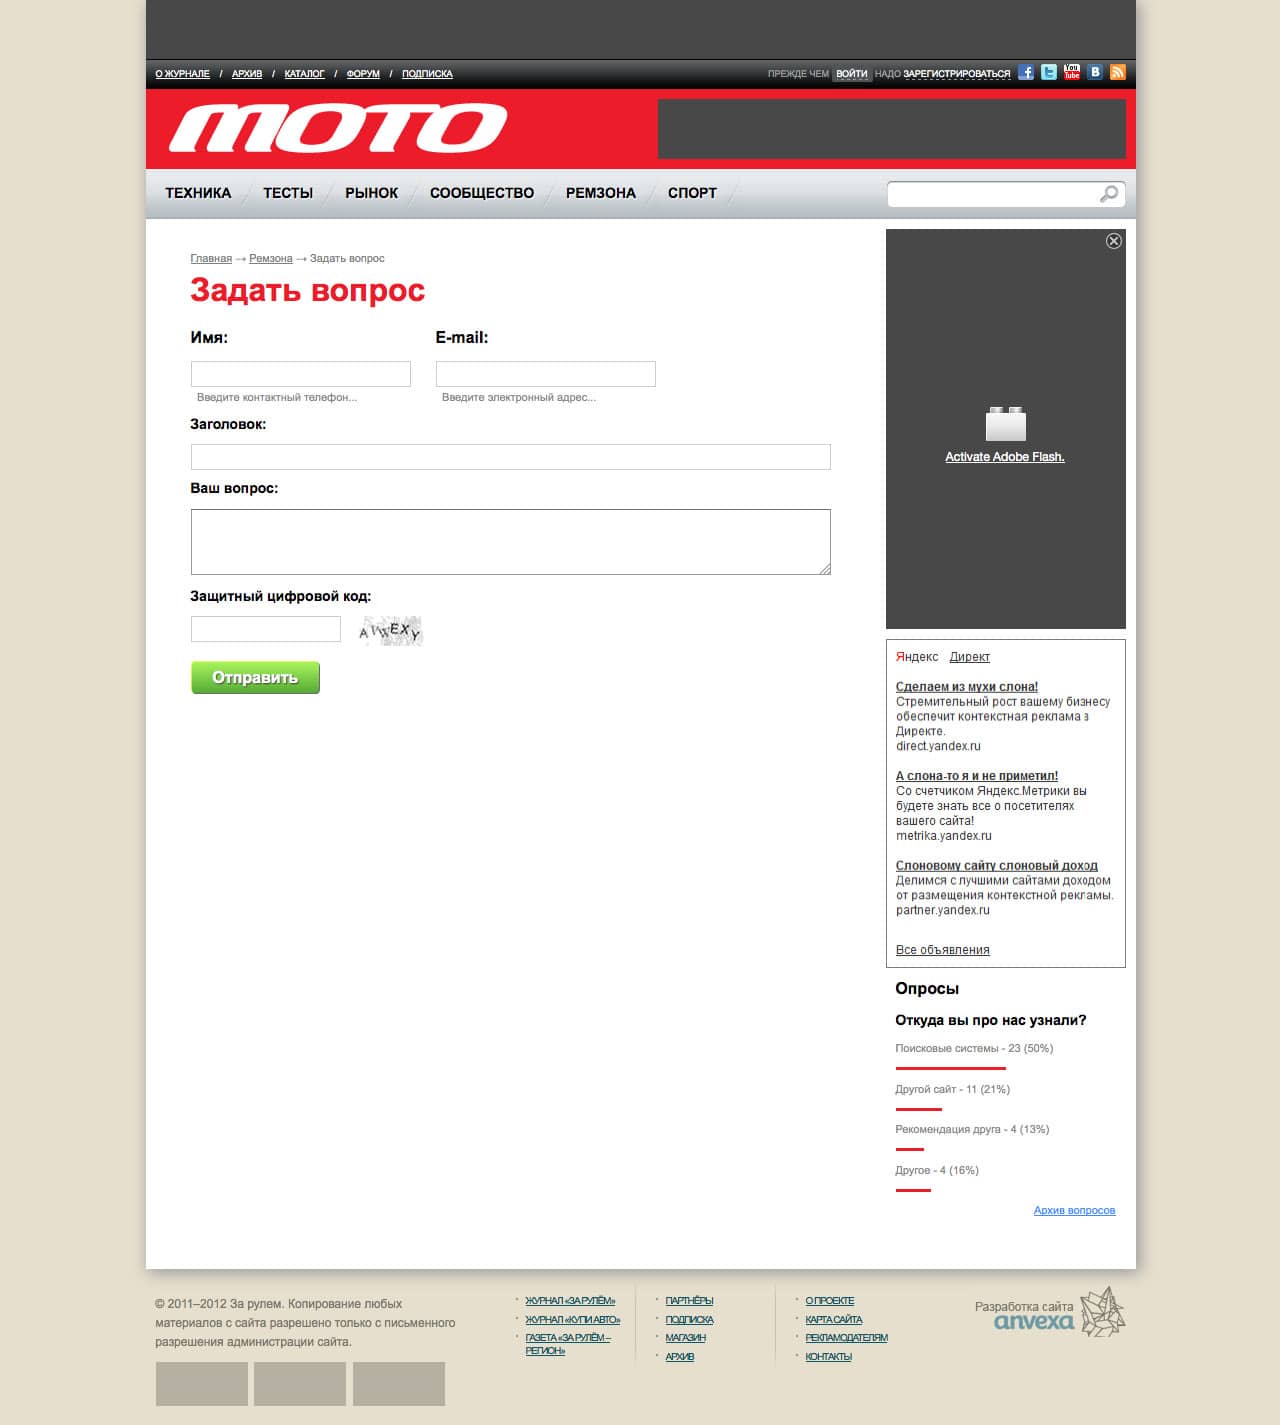 О ЖУРНАЛЕ / АРХИВ / КАТАЛОГ / ФОРУМ / ПОДПИСКА
ПРЕЖДЕ ЧЕМ ВОЙТИ НАДО ЗАРЕГИСТРИРОВАТЬСЯ
You Tube
B
МОТО
ТЕХНИКА
ТЕСТЫ
РЫНОК
СООБЩЕСТВО
РЕМЗОНА
СПОРТ
Главная → Ремзона → Задать вопрос
Задать вопрос
Имя:
E-mail:
Введите контактный телефон...
Введите электронный адрес...
Заголовок:
Ваш вопрос:
Защитный цифровой код:
Отправить
Activate Adobe Flash.
Яндекс Директ
Сделаем из мухи слона!
Стремительный рост вашему бизнесу
обеспечит контекстная реклама в
Директе.
direct.yandex.ru
А слона-то я и не приметил!
Со счетчиком Яндекс.Метрики вы
будете знать все о посетителях
вашего сайта!
metrika.yandex.ru
Слоновому сайту слоновый доход
Делимся с лучшими сайтами доходом
от размещения контекстной рекламы.
partner.yandex.ru
Все объявления
Опросы
Откуда вы про нас узнали?
Поисковые системы - 23 (50%)
Другой сайт - 11 (21%)
Рекомендация друга - 4 (13%)
Другое - 4 (16%)
Архив вопросов
© 2011–2012 За рулем. Копирование любых
материалов с сайта разрешено только с письменного
разрешения администрации сайта.
ЖУРНАЛ «ЗА РУЛЁМ»
ЖУРНАЛ «КУПИ АВТО»
ГАЗЕТА «ЗА РУЛЁМ –
РЕГИОН»
ПАРТНЁРЫ
ПОДПИСКА
МАГАЗИН
АРХИВ
О ПРОЕКТЕ
КАРТА САЙТА
РЕКЛАМОДАТЕЛЯМ
КОНТАКТЫ
Разработка сайта
anvexa